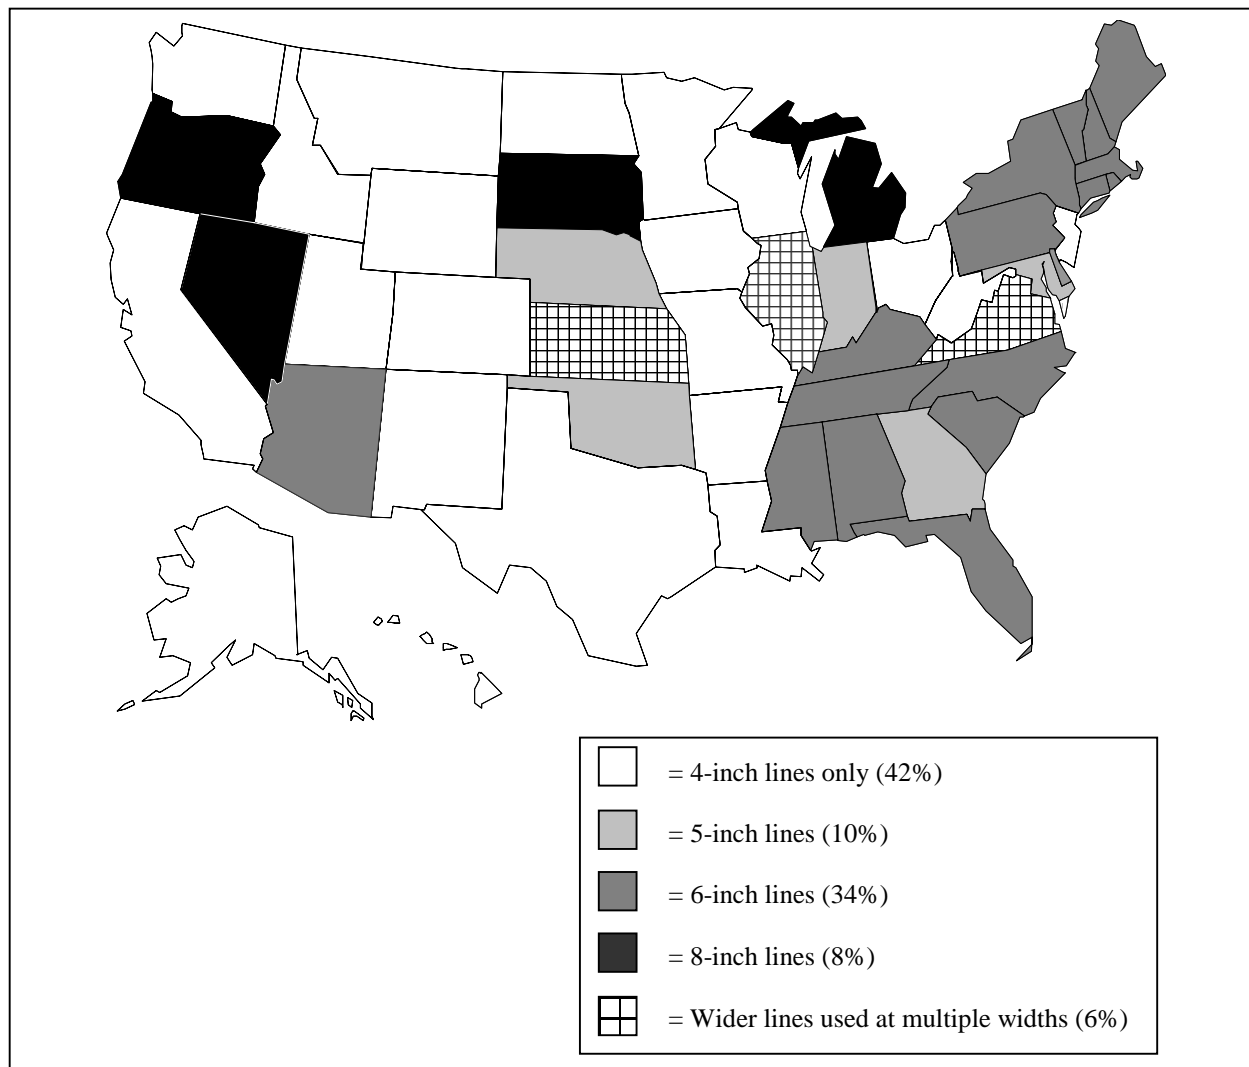 = 4-inch lines only (42%)
= 5-inch lines (10%)
= 6-inch lines (34%)
= 8-inch lines (8%)
= Wider lines used at multiple widths (6%)